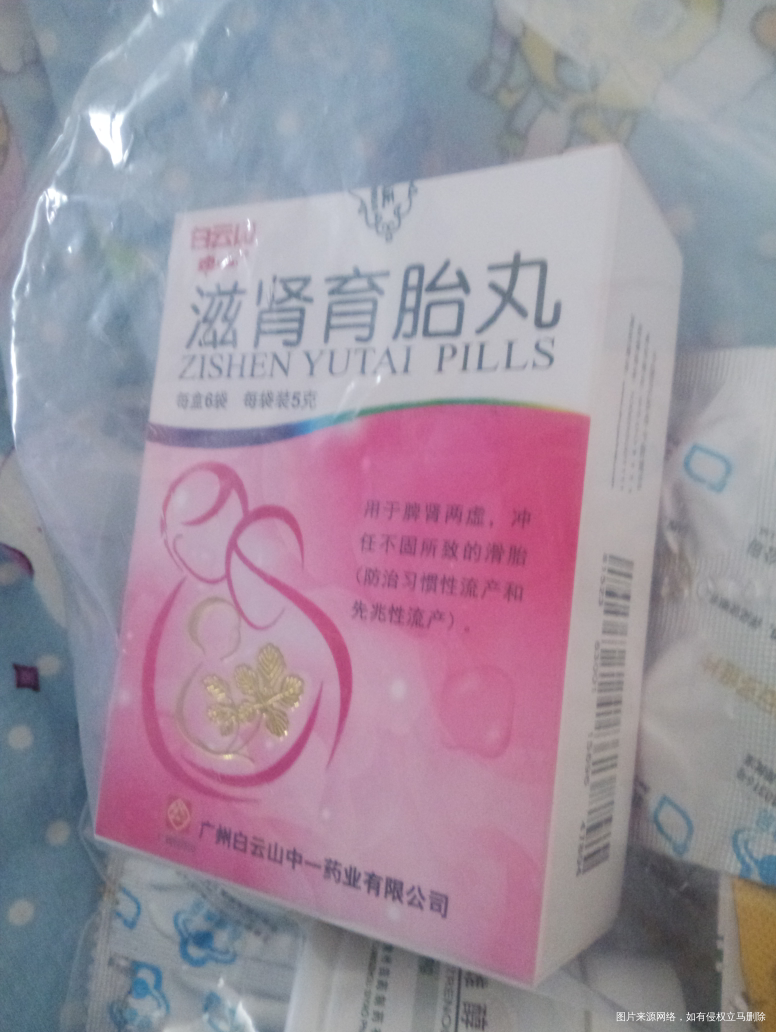 白云山
中一
滋肾育胎丸
ZISHEN YUTAI PILLS
每盒6袋 每袋装5克
用于脾肾两虚，冲
任不固所致的滑胎
（防治习惯性流产和
先兆性流产）。
广州白云山中一药业有限公司
图片来源网络，如有侵权立马删除